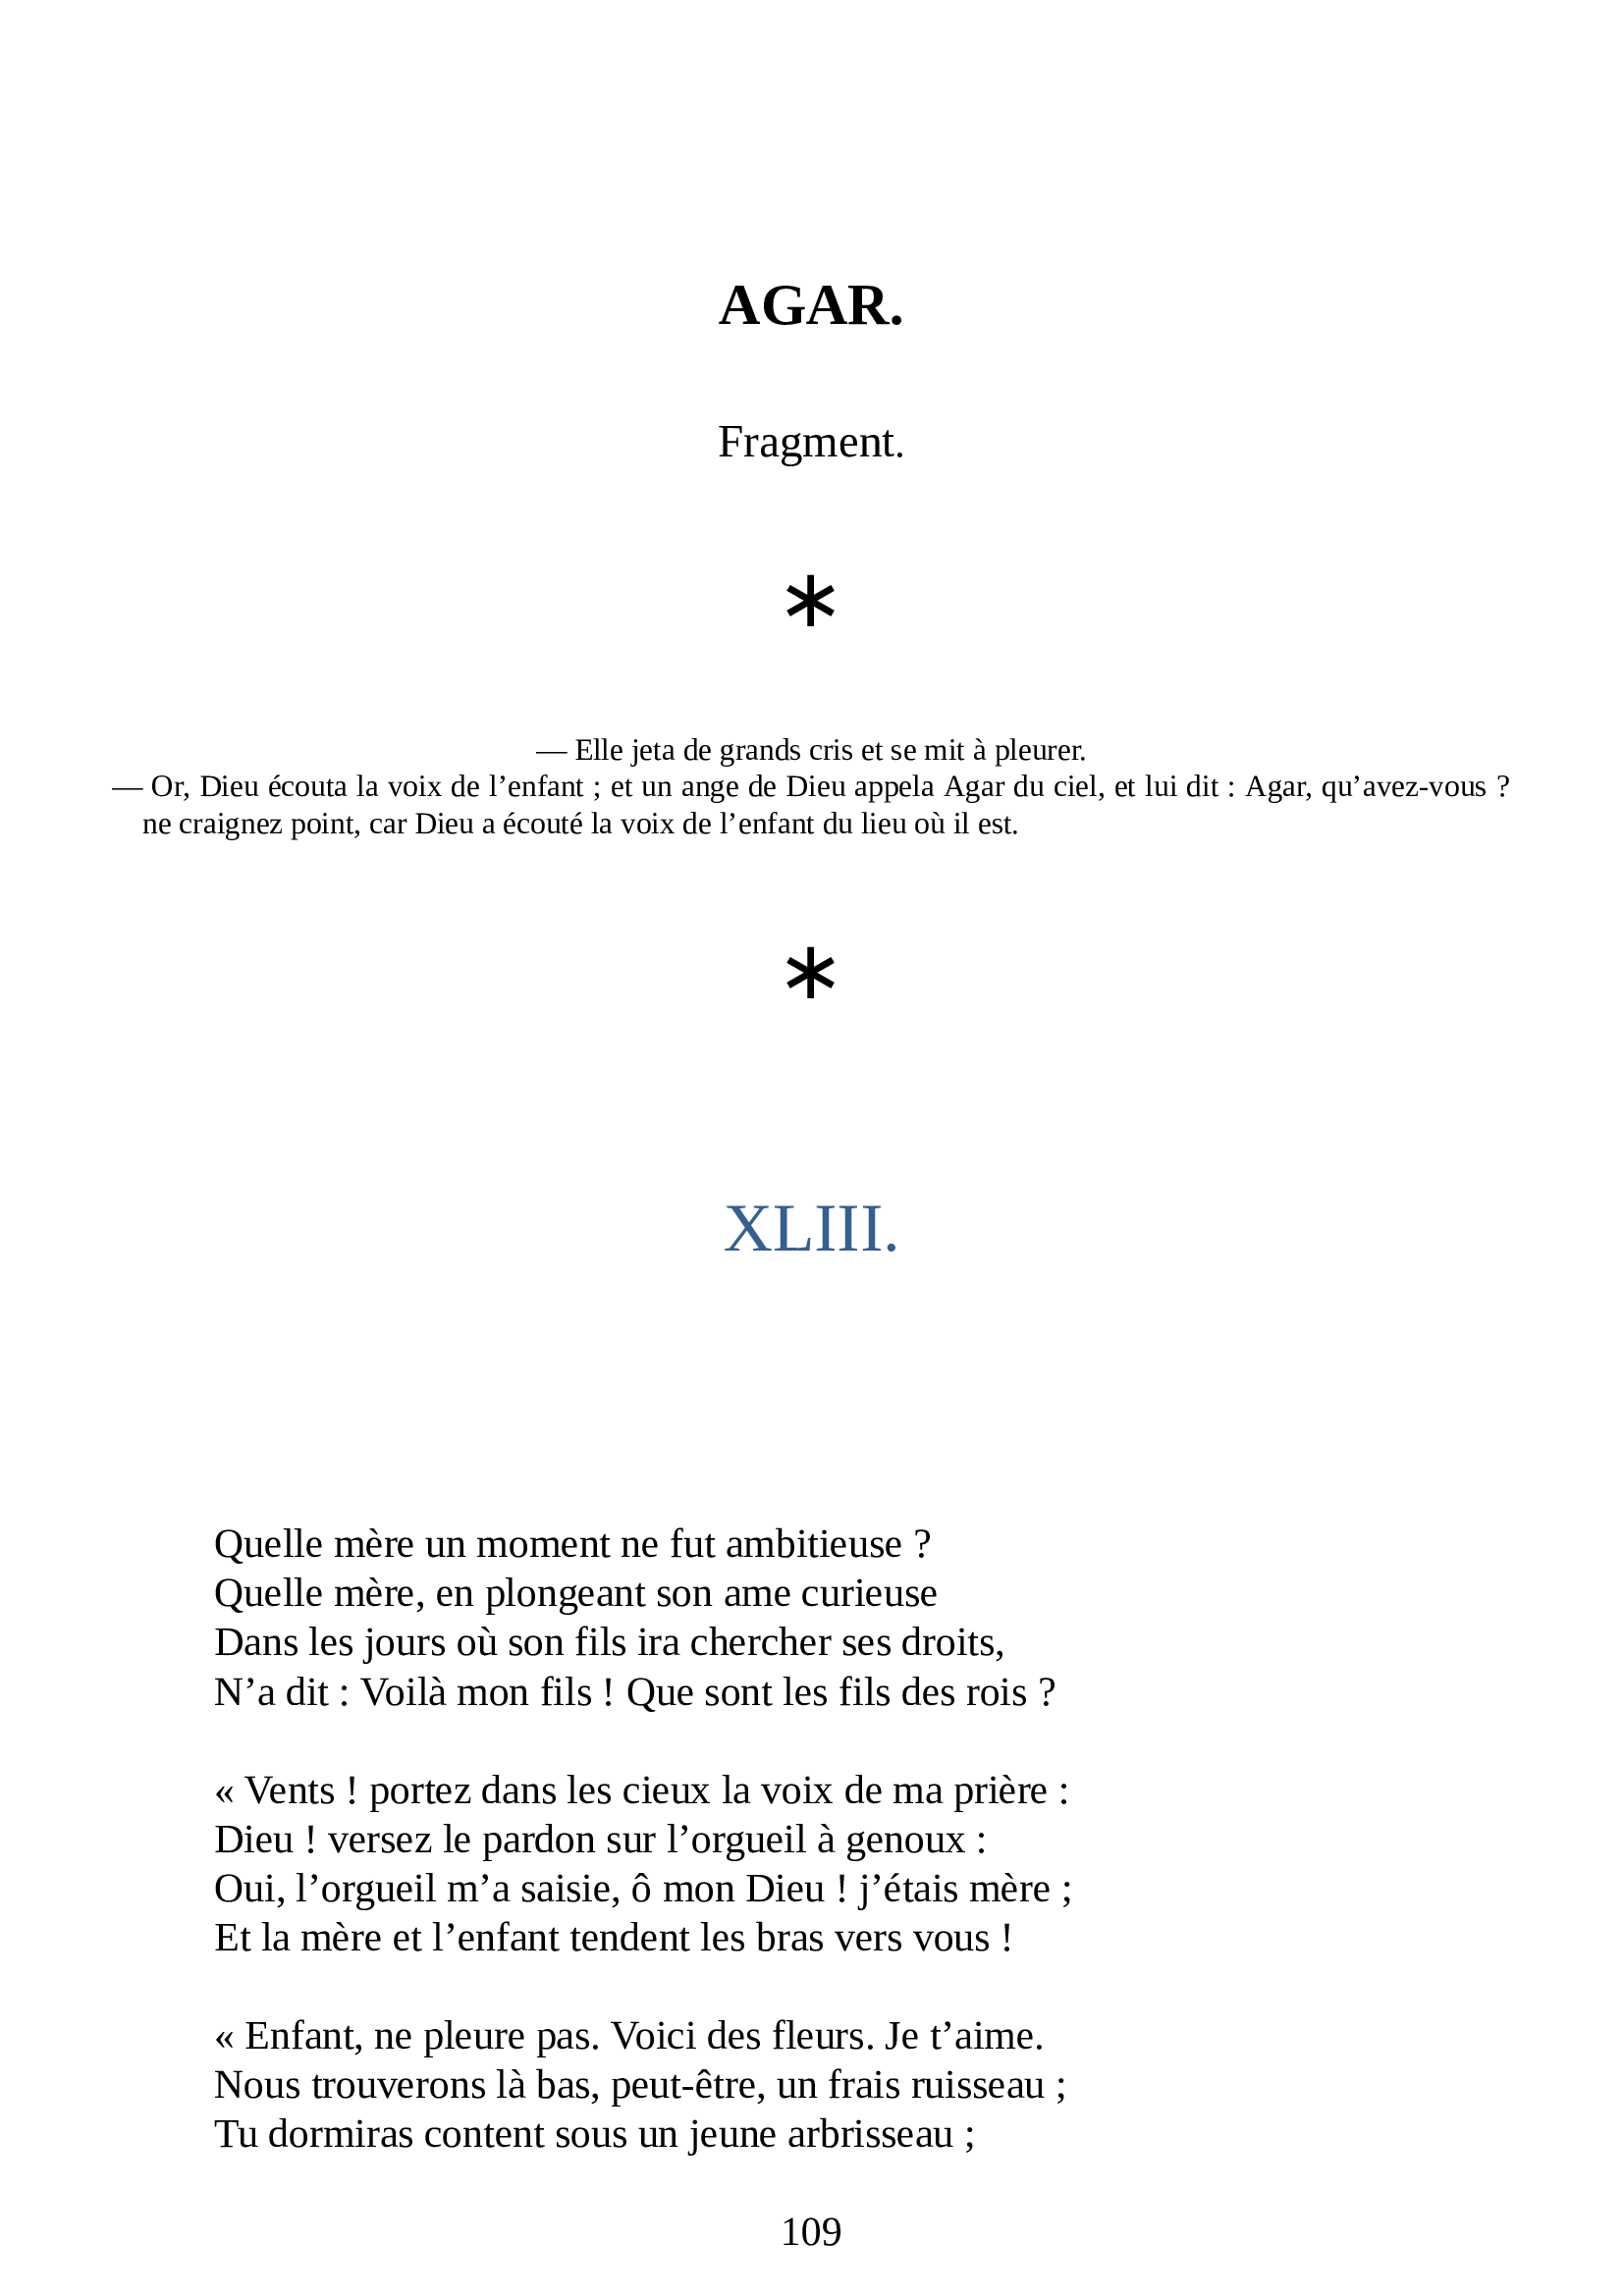 AGAR.
Fragment.
*
— Elle jeta de grands cris et se mit à pleurer.
— Or, Dieu écouta la voix de l’enfant ; et un ange de Dieu appela Agar du ciel, et lui dit : Agar, qu’avez-vous ?
ne craignez point, car Dieu a écouté la voix de l’enfant du lieu où il est.
*
XLIII.
Quelle mère un moment ne fut ambitieuse ?
Quelle mère, en plongeant son ame curieuse
Dans les jours où son fils ira chercher ses droits,
N’a dit : Voilà mon fils ! Que sont les fils des rois ?
« Vents ! portez dans les cieux la voix de ma prière :
Dieu ! versez le pardon sur l’orgueil à genoux :
Oui, l’orgueil m’a saisie, ô mon Dieu ! j’étais mère ;
Et la mère et l’enfant tendent les bras vers vous !
« Enfant, ne pleure pas. Voici des fleurs. Je t’aime.
Nous trouverons là bas, peut-être, un frais ruisseau ;
Tu dormiras content sous un jeune arbrisseau ;
109